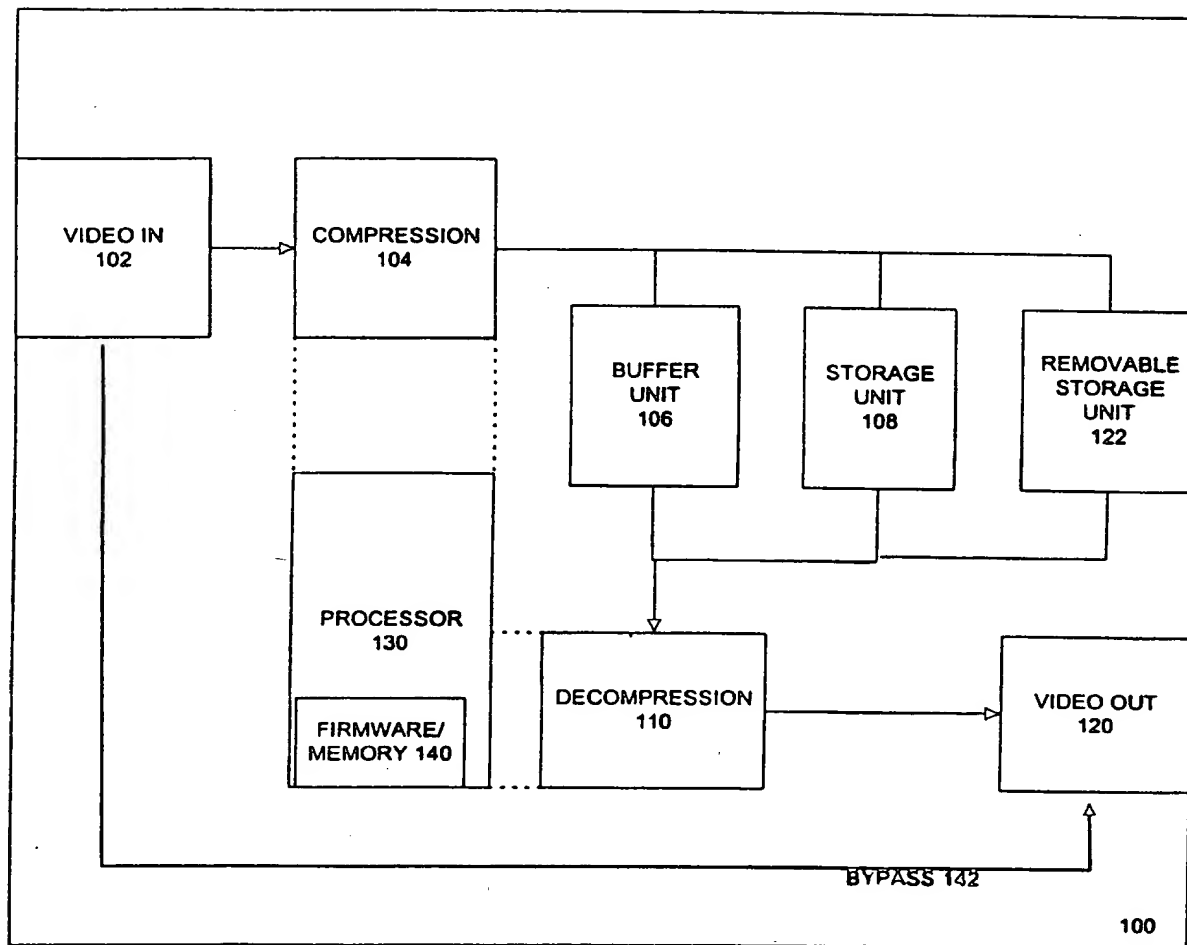 VIDEO IN
102
COMPRESSION
104
BUFFER
UNIT
106
STORAGE
UNIT
108
REMOVABLE
STORAGE
UNIT
122
PROCESSOR
130
FIRMWARE/
MEMORY 140
DECOMPRESSION
110
VIDEO OUT
120
BYPASS 142
100